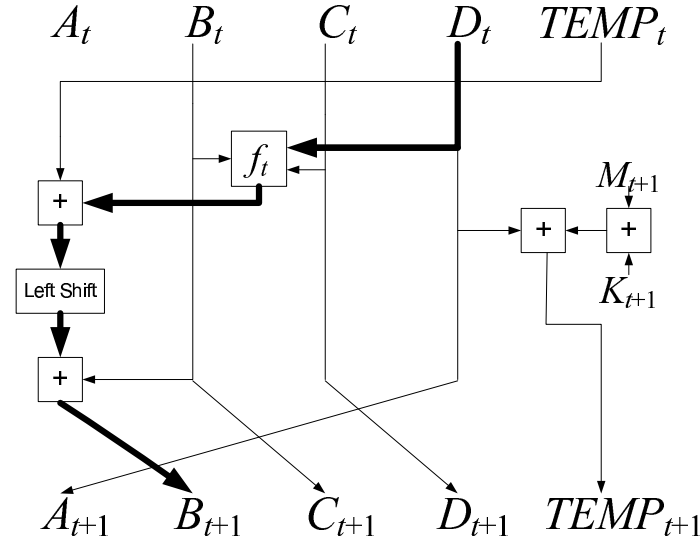 A_t B_t C_t D_t TEMP_t
f_t
M_{t+1}
+ + +
Left Shift
K_{t+1}
+
A_{t+1} B_{t+1} C_{t+1} D_{t+1} TEMP_{t+1}